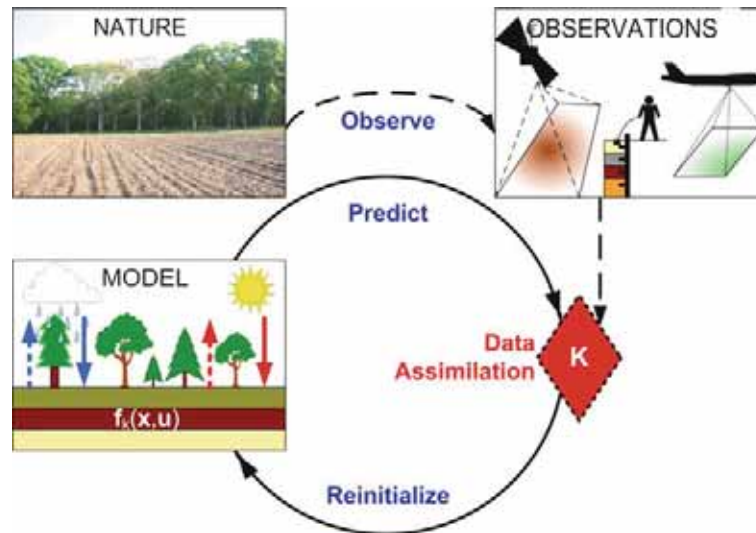 NATURE
OBSERVATIONS
Observe
Predict
MODEL
Data
Assimilation
K
fₖ(x,u)
Reinitialize